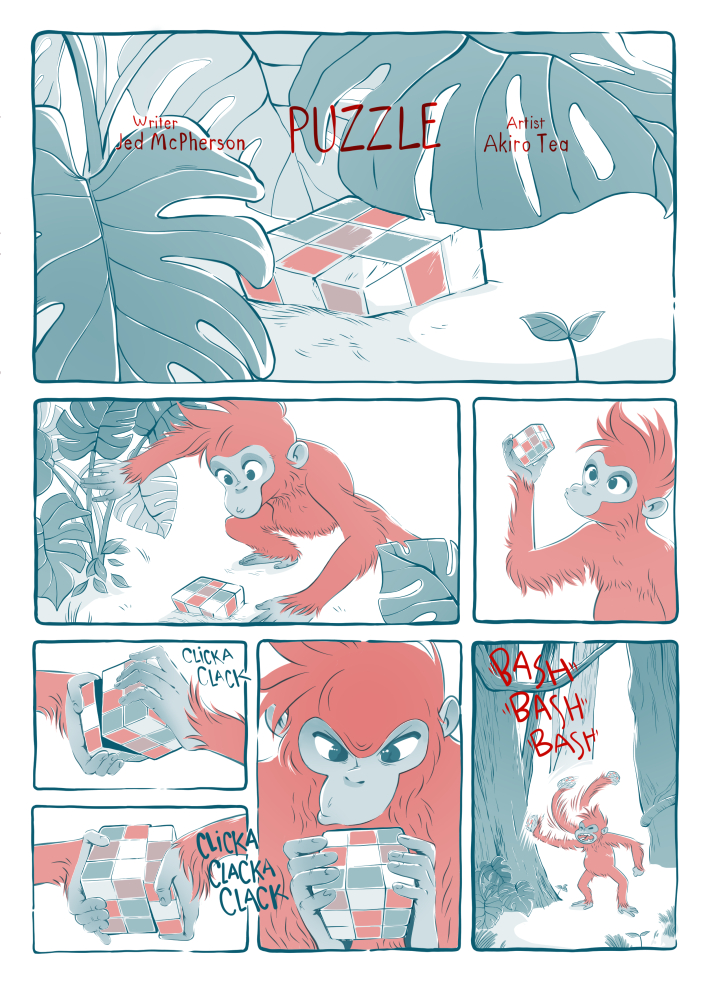 Writer
Jed McPherson
PUZZLE
Artist
Akiro Tea
CLICKA
CLACK
CLICKA
CLACKA
CLACK
"BASH"
"BASH"
"BASH"